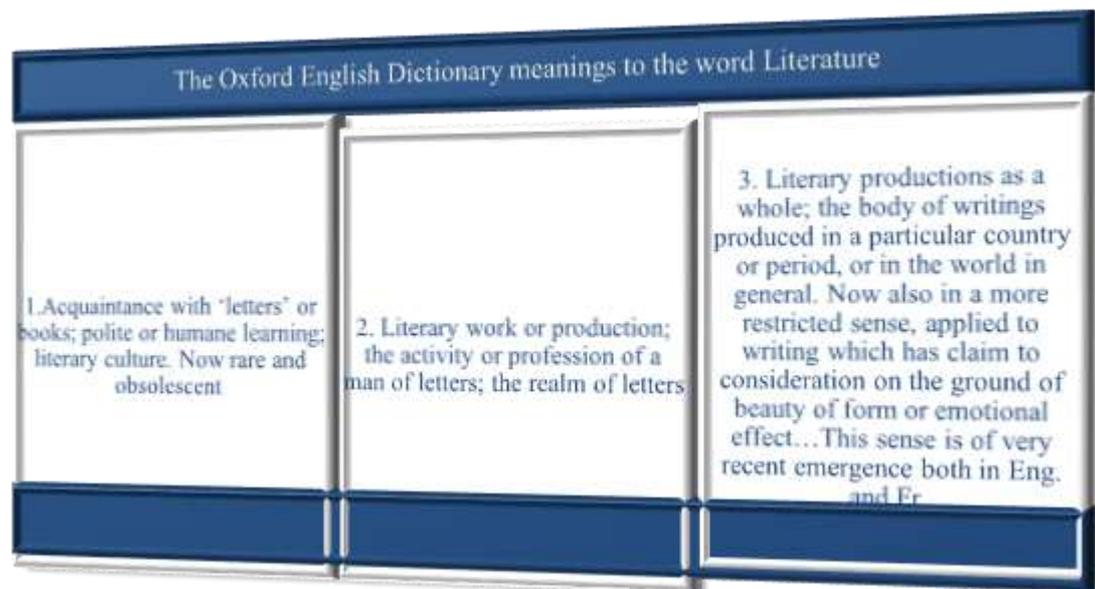 The Oxford English Dictionary meanings to the word Literature
1.Acquaintance with "letters" or
books; polite or humane learning;
literary culture. Now rare and
obsolescent
2. Literary work or production;
the activity or profession of a
man of letters; the realm of letters
3. Literary productions as a
whole; the body of writings
produced in a particular country
or period, or in the world in
general. Now also in a more
restricted sense, applied to
writing which has claim to
consideration on the ground of
beauty of form or emotional
effect…This sense is of very
recent emergence both in Eng.
and Fr